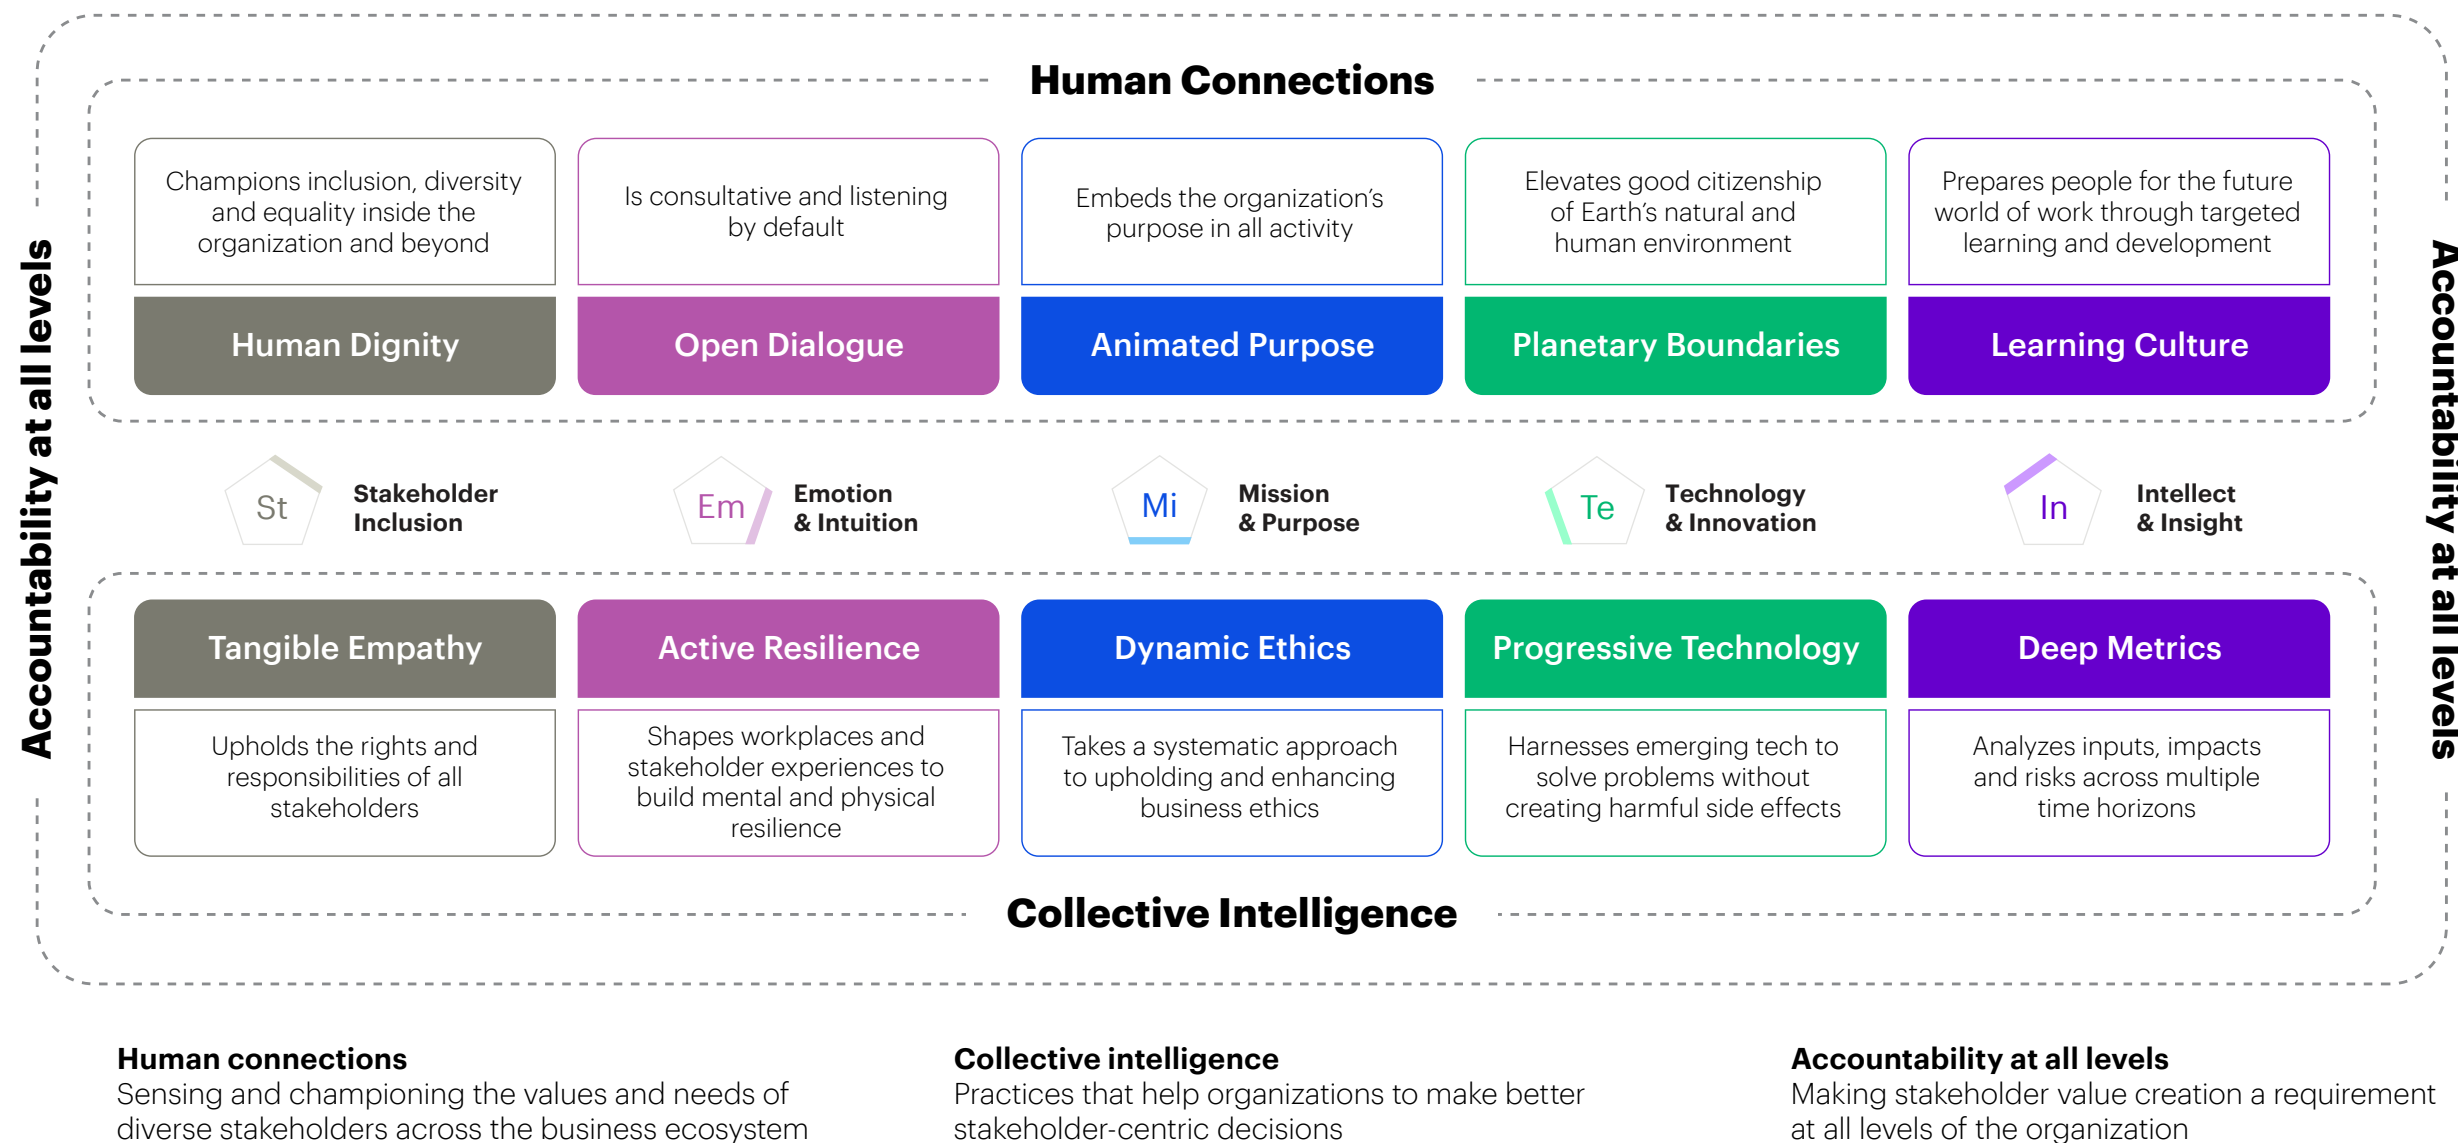 Human Connections
Accountability at all levels
Accountability at all levels
Champions inclusion, diversity
and equality inside the
organization and beyond
Human Dignity
Is consultative and listening
by default
Open Dialogue
Embeds the organization’s
purpose in all activity
Animated Purpose
Elevates good citizenship
of Earth’s natural and
human environment
Planetary Boundaries
Prepares people for the future
world of work through targeted
learning and development
Learning Culture
St
Stakeholder
Inclusion
Em
Emotion
& Intuition
Mi
Mission
& Purpose
Te
Technology
& Innovation
In
Intellect
& Insight
Tangible Empathy
Upholds the rights and
responsibilities of all
stakeholders
Active Resilience
Shapes workplaces and
stakeholder experiences to
build mental and physical
resilience
Dynamic Ethics
Takes a systematic approach
to upholding and enhancing
business ethics
Progressive Technology
Harnesses emerging tech to
solve problems without
creating harmful side effects
Deep Metrics
Analyzes inputs, impacts
and risks across multiple
time horizons
Collective Intelligence
Human connections
Sensing and championing the values and needs of
diverse stakeholders across the business ecosystem
Collective intelligence
Practices that help organizations to make better
stakeholder-centric decisions
Accountability at all levels
Making stakeholder value creation a requirement
at all levels of the organization